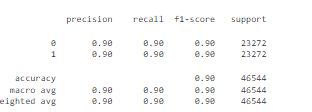 precision recall f1-score support
0 0.90 0.90 0.90 23272
1 0.90 0.90 0.90 23272
accuracy 0.90 46544
macro avg 0.90 0.90 0.90 46544
eighted avg 0.90 0.90 0.90 46544